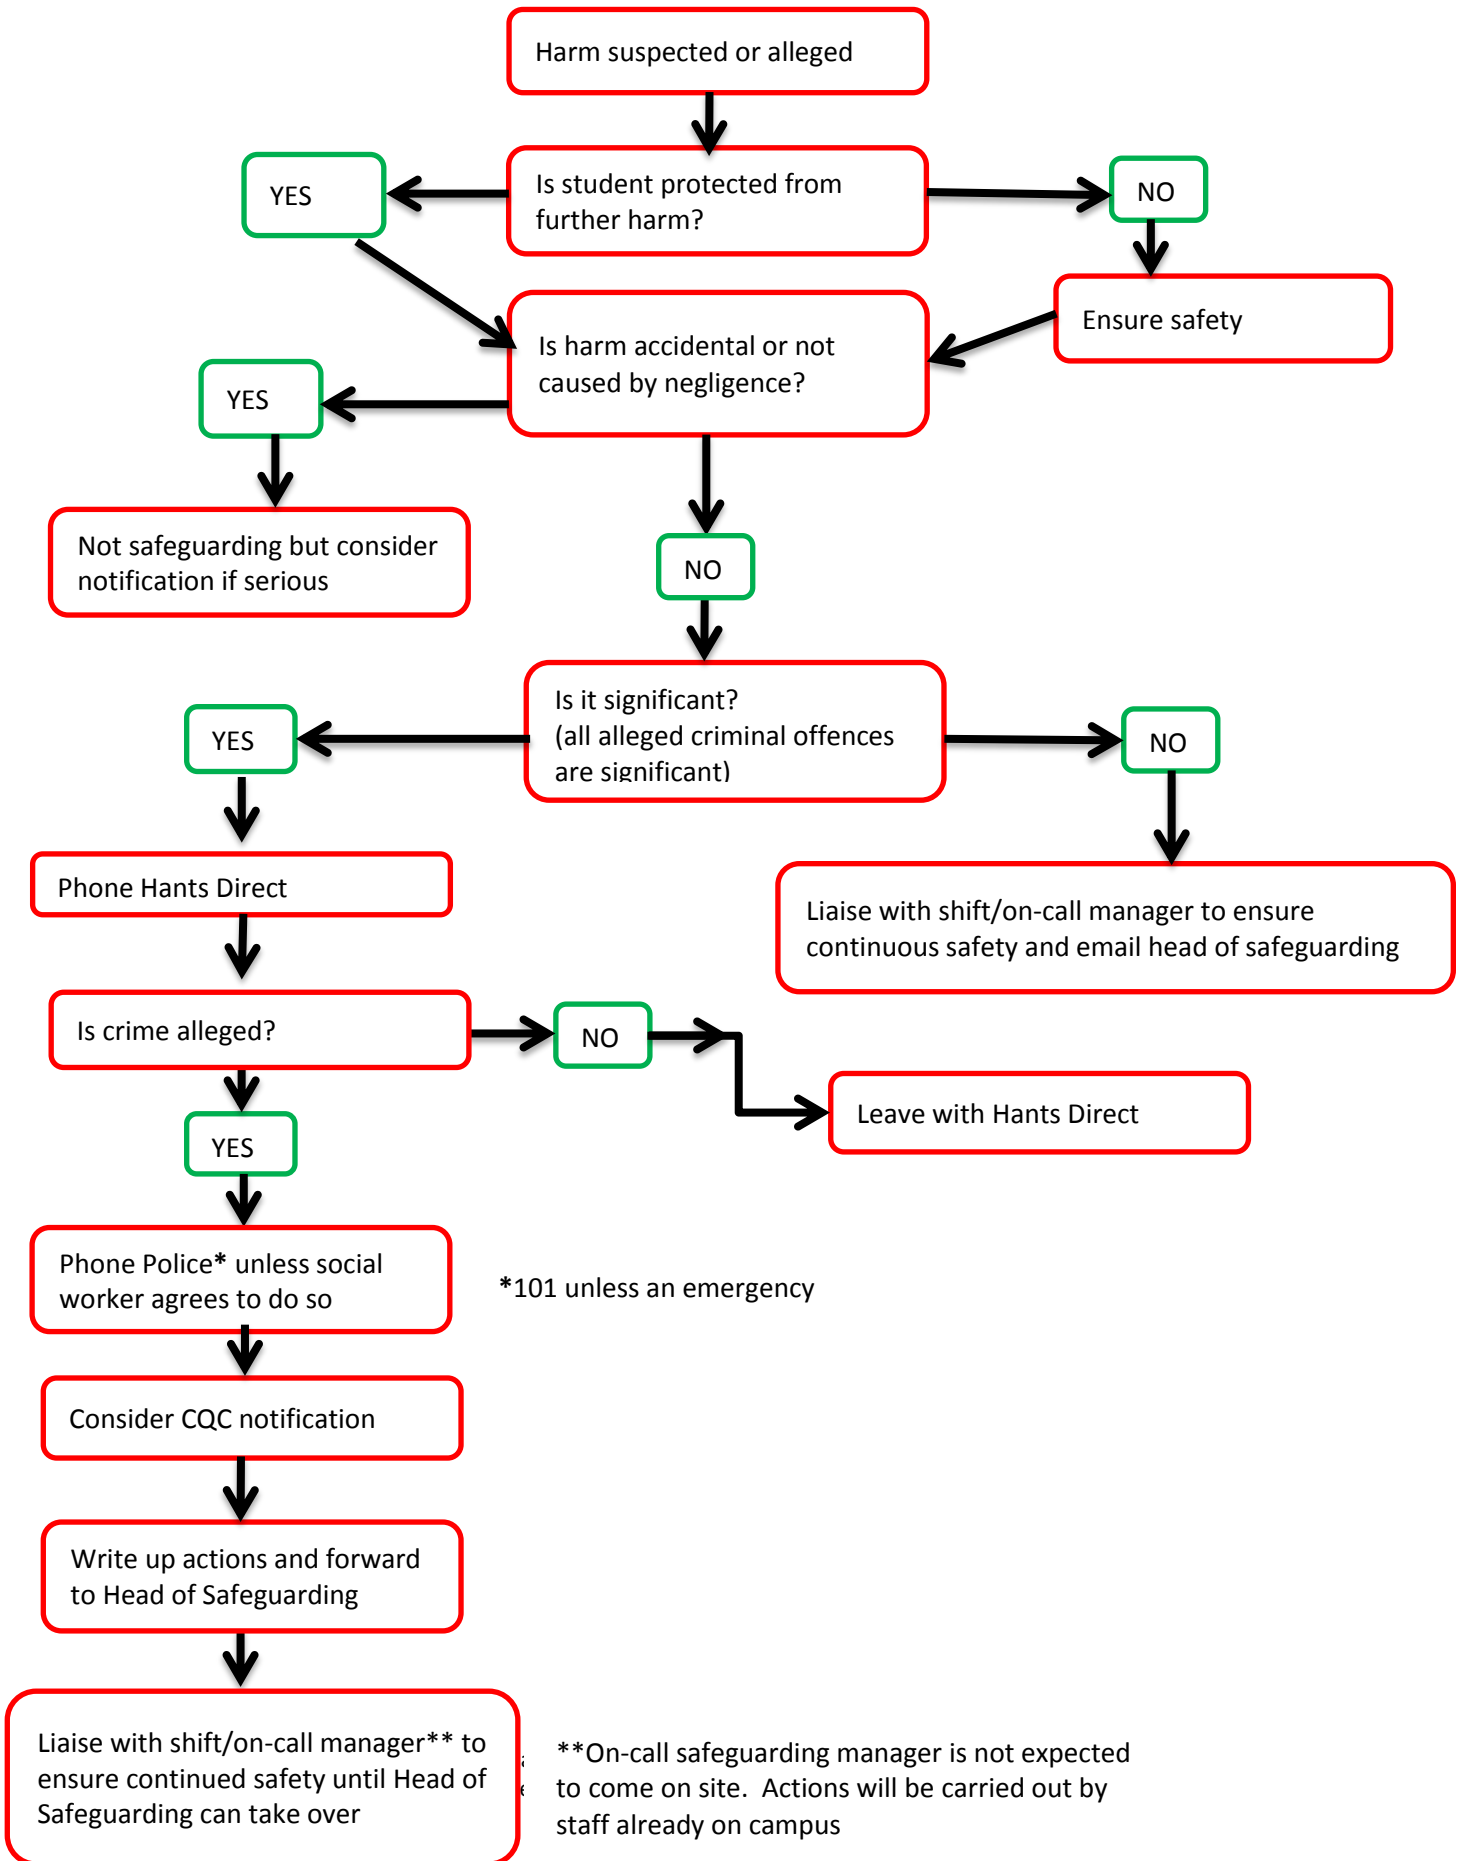 Harm suspected or alleged
Is student protected from
further harm?
YES
NO
Ensure safety
Is harm accidental or not
caused by negligence?
YES
Not safeguarding but consider
notification if serious
NO
Is it significant?
(all alleged criminal offences
are significant)
YES
NO
Phone Hants Direct
Liaise with shift/on-call manager to ensure
continuous safety and email head of safeguarding
Is crime alleged?
NO
Leave with Hants Direct
YES
Phone Police* unless social
worker agrees to do so
*101 unless an emergency
Consider CQC notification
Write up actions and forward
to Head of Safeguarding
Liaise with shift/on-call manager** to
ensure continued safety until Head of
Safeguarding can take over
**On-call safeguarding manager is not expected
to come on site.  Actions will be carried out by
staff already on campus